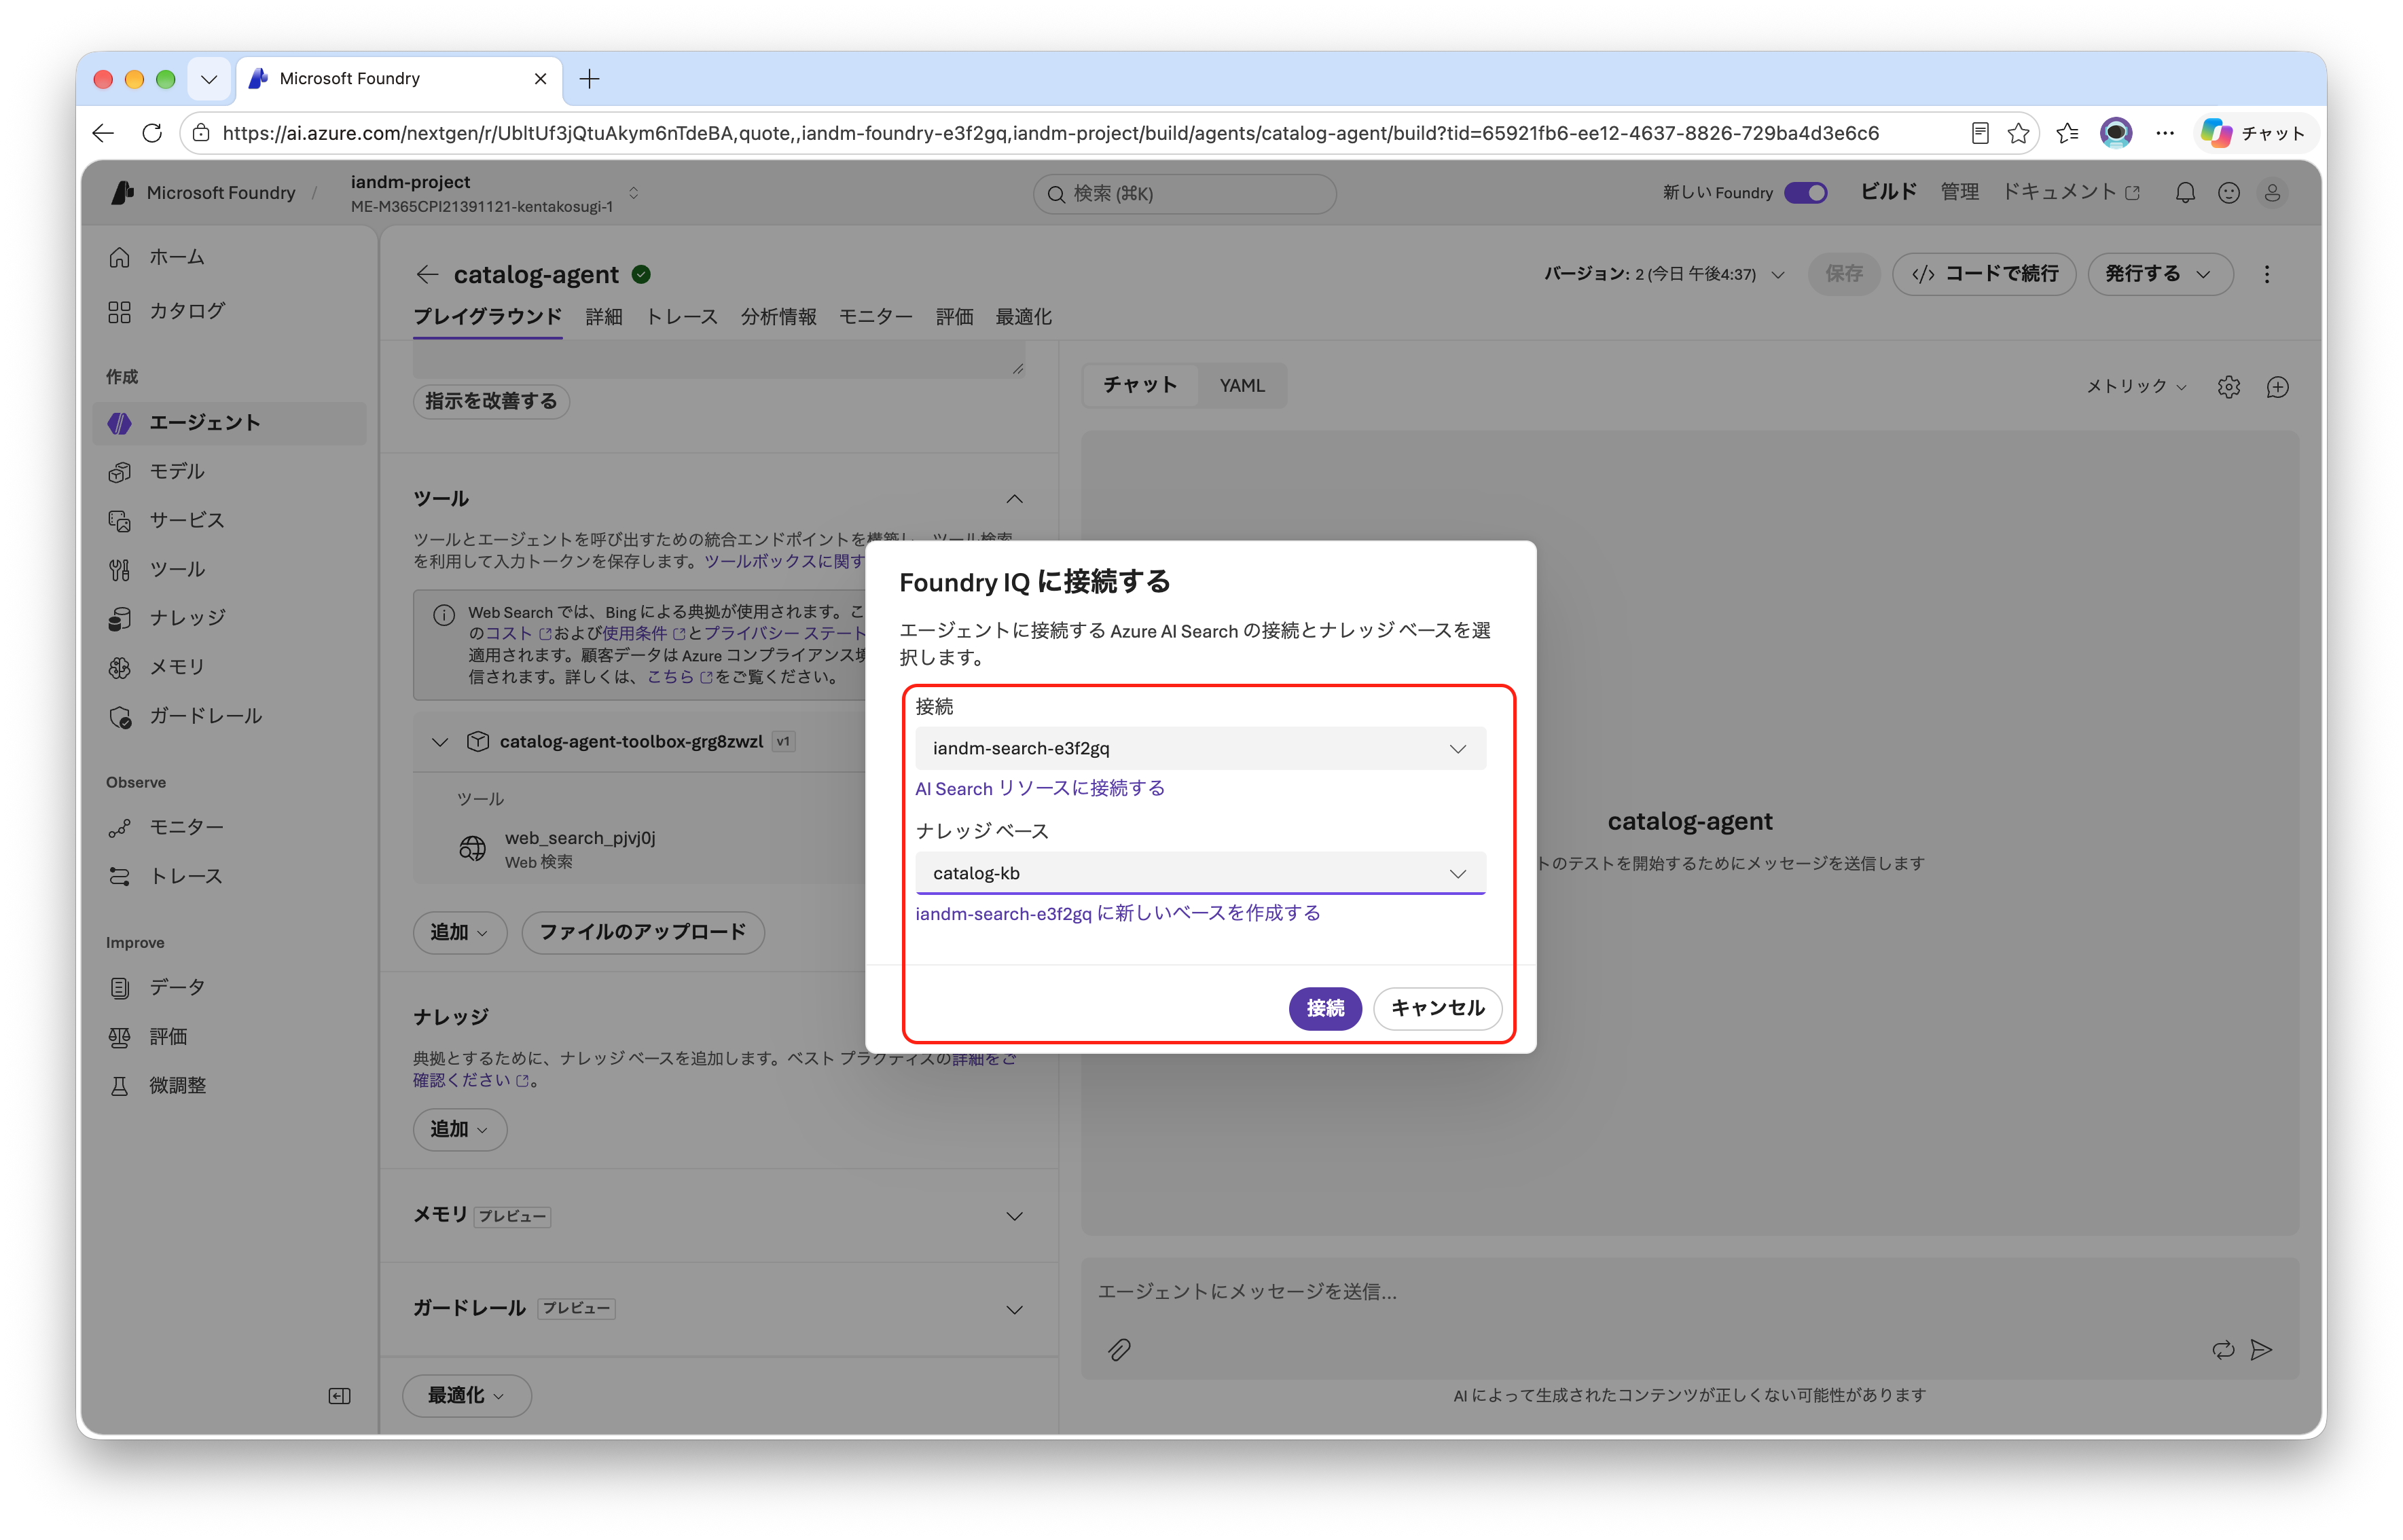 Microsoft Foundry
https://ai.azure.com/nextgen/r/UbltUf3jQtuAkym6nTdeBA,quote,,iandm-foundry-e3f2gq,iandm-project/build/agents/catalog-agent/build?tid=65921fb6-ee12-4637-8826-729ba4d3e6c6
チャット
Microsoft Foundry
/
iandm-project
ME-M365CPI21391121-kentakosugi-1
検索 (⌘K)
新しい Foundry
ビルド
管理
ドキュメント
ホーム
カタログ
作成
エージェント
モデル
サービス
ツール
ナレッジ
メモリ
ガードレール
Observe
モニター
トレース
Improve
データ
評価
微調整
catalog-agent
バージョン: 2 (今日 午後4:37)
保存
コードで続行
発行する
プレイグラウンド
詳細
トレース
分析情報
モニター
評価
最適化
指示を改善する
ツール
ツールとエージェントを呼び出すための統合エンドポイントを構築し、ツール検索
を利用して入力トークンを保存します。ツールボックスに関す
Web Search では、Bing による典拠が使用されます。こ
のコスト および使用条件 とプライバシー ステート
適用されます。顧客データは Azure コンプライアンス境
信されます。詳しくは、こちら をご覧ください。
catalog-agent-toolbox-grg8zwzl v1
ツール
web_search_pjvj0j
Web 検索
追加
ファイルのアップロード
ナレッジ
典拠とするために、ナレッジ ベースを追加します。ベスト プラクティスの詳細をご
確認ください。
追加
メモリ プレビュー
ガードレール プレビュー
最適化
チャット
YAML
メトリック
catalog-agent
トのテストを開始するためにメッセージを送信します
エージェントにメッセージを送信...
AI によって生成されたコンテンツが正しくない可能性があります
Foundry IQ に接続する
エージェントに接続する Azure AI Search の接続とナレッジ ベースを選
択します。
接続
iandm-search-e3f2gq
AI Search リソースに接続する
ナレッジ ベース
catalog-kb
iandm-search-e3f2gq に新しいベースを作成する
接続
キャンセル